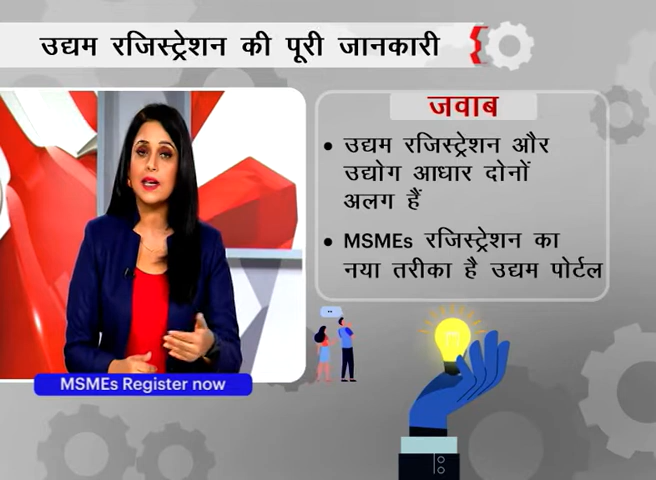 उद्यम रजिस्ट्रेशन की पूरी जानकारी
जवाब
• उद्यम रजिस्ट्रेशन और
उद्योग आधार दोनों
अलग हैं
• MSMEs रजिस्ट्रेशन का
नया तरीका है उद्यम पोर्टल
MSMEs Register now